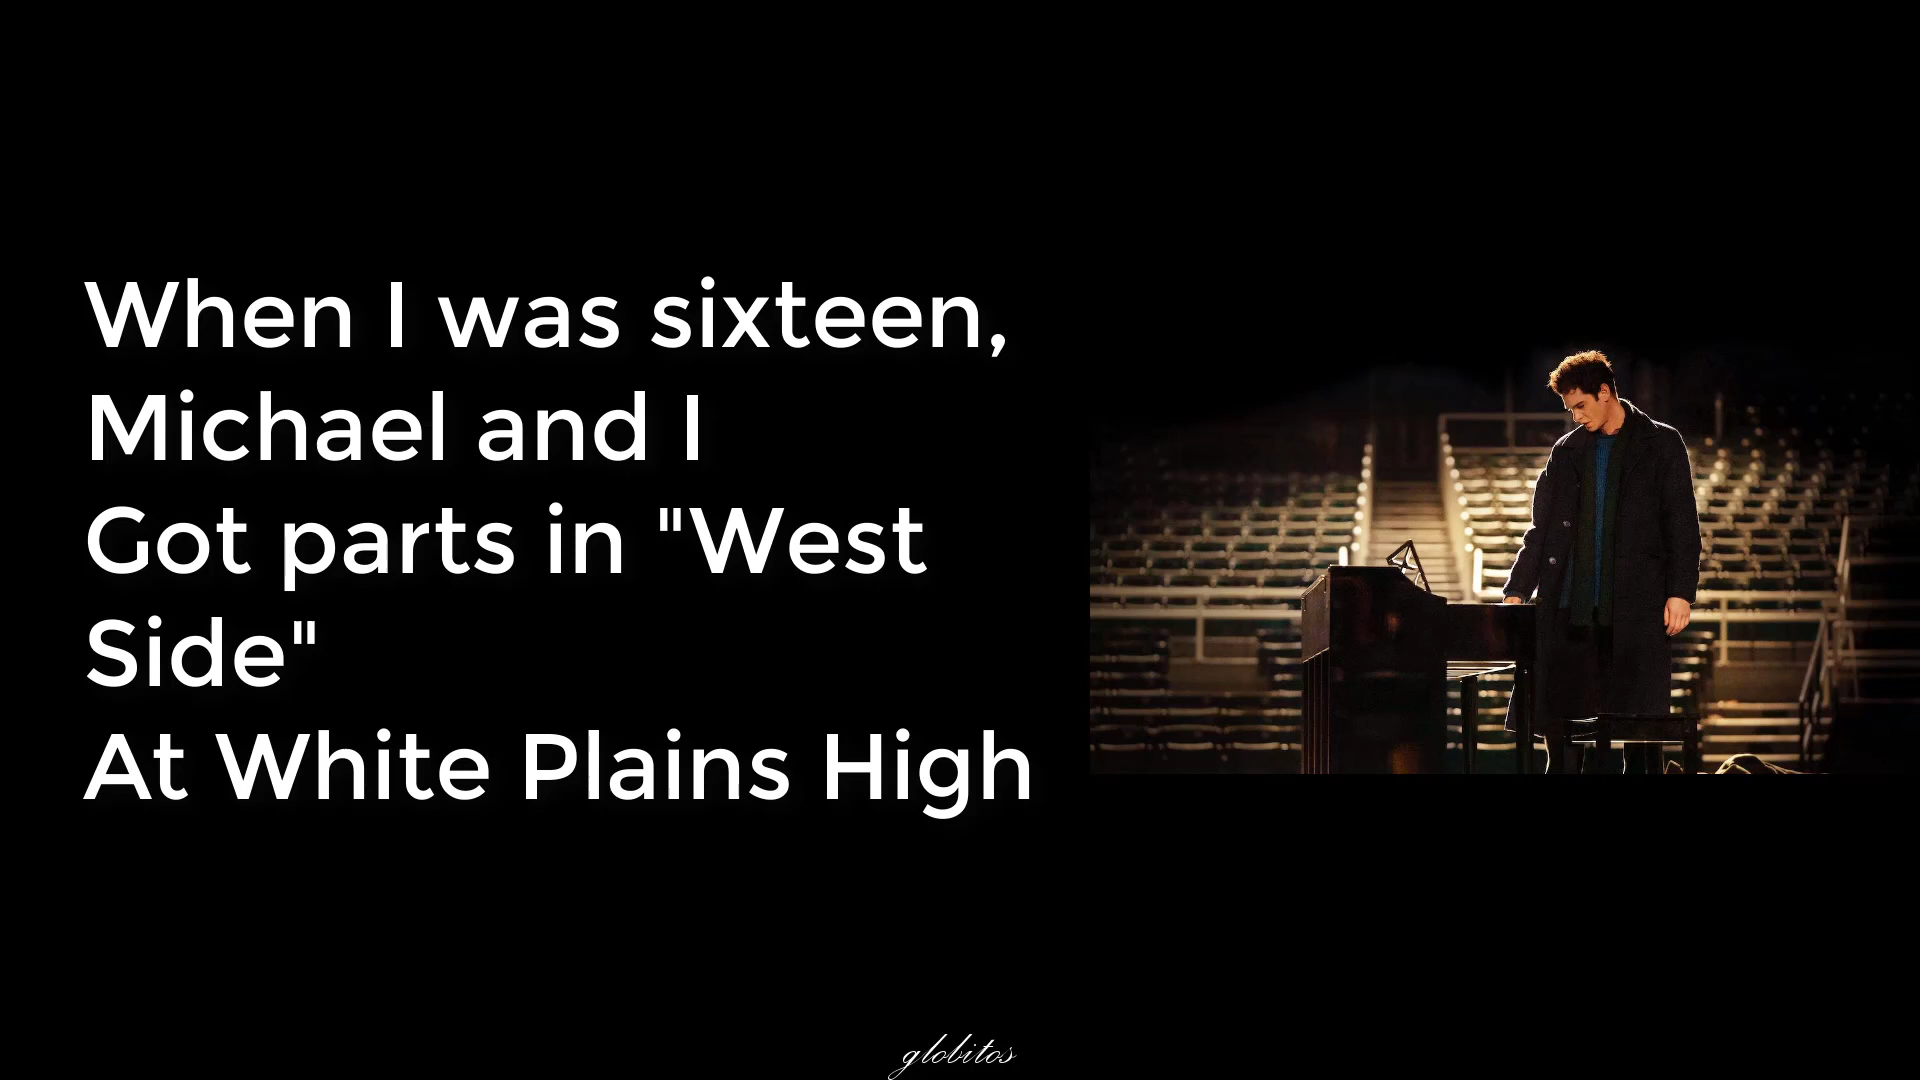 When I was sixteen,
Michael and I
Got parts in "West
Side"
At White Plains High
globitos